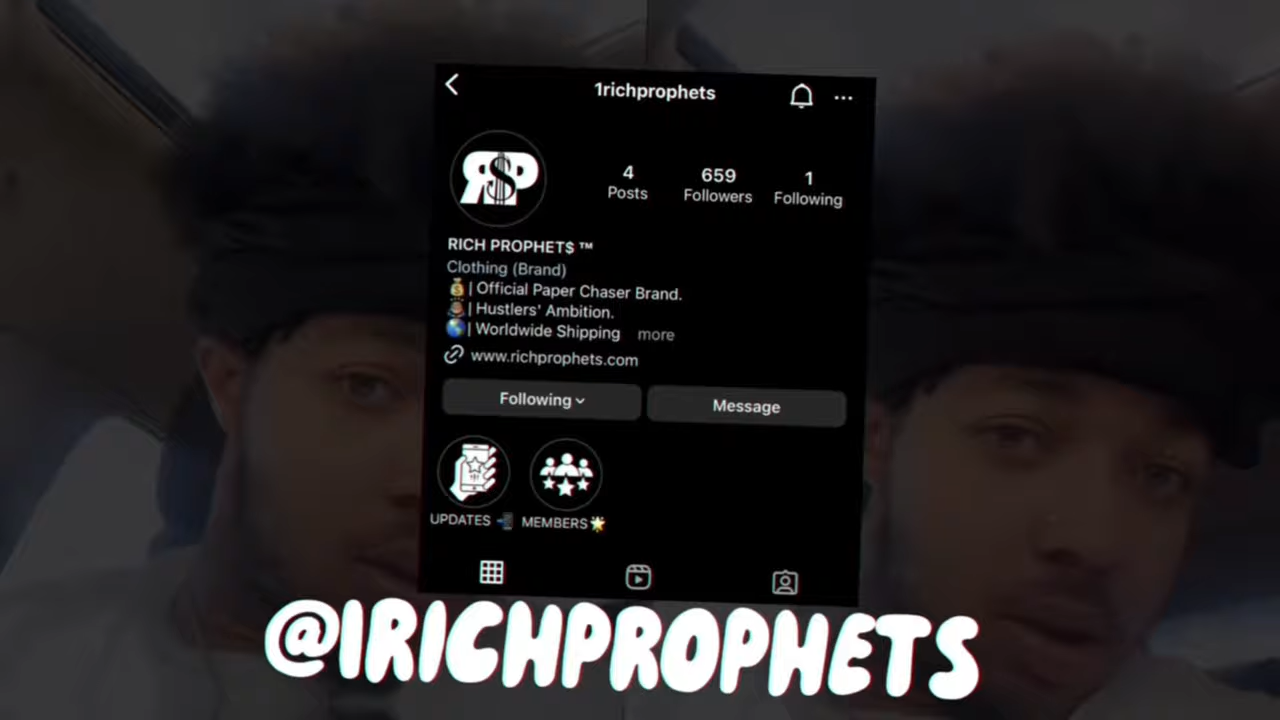 1richprophets
R$P
4
Posts
659
Followers
1
Following
RICH PROPHET$ ™
Clothing (Brand)
💰| Official Paper Chaser Brand.
| Hustlers' Ambition.
🌎| Worldwide Shipping more
www.richprophets.com
Following
Message
UPDATES 📲
MEMBERS🌟
@1RICHPROPHETS